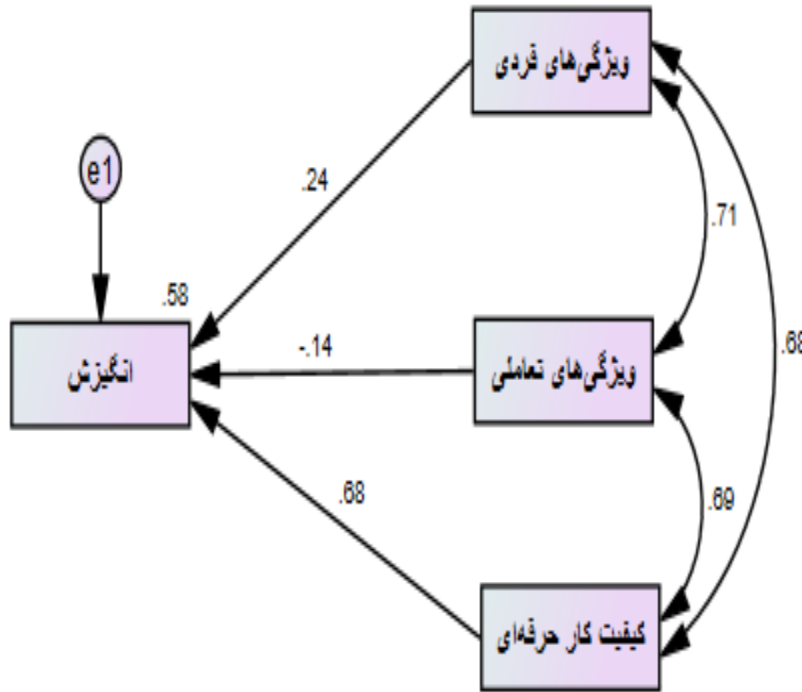 ویژگی‌های فردی
e1
.24
.71
.58
انگیزش
-.14
ویژگی‌های تعاملی
.68
.68
.69
کیفیت کار حرفه‌ای